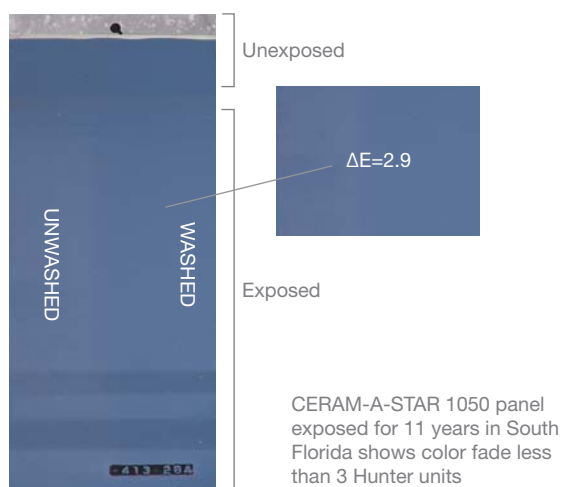 Unexposed
ΔE=2.9
UNWASHED
WASHED
Exposed
CERAM-A-STAR 1050 panel
exposed for 11 years in South
Florida shows color fade less
than 3 Hunter units